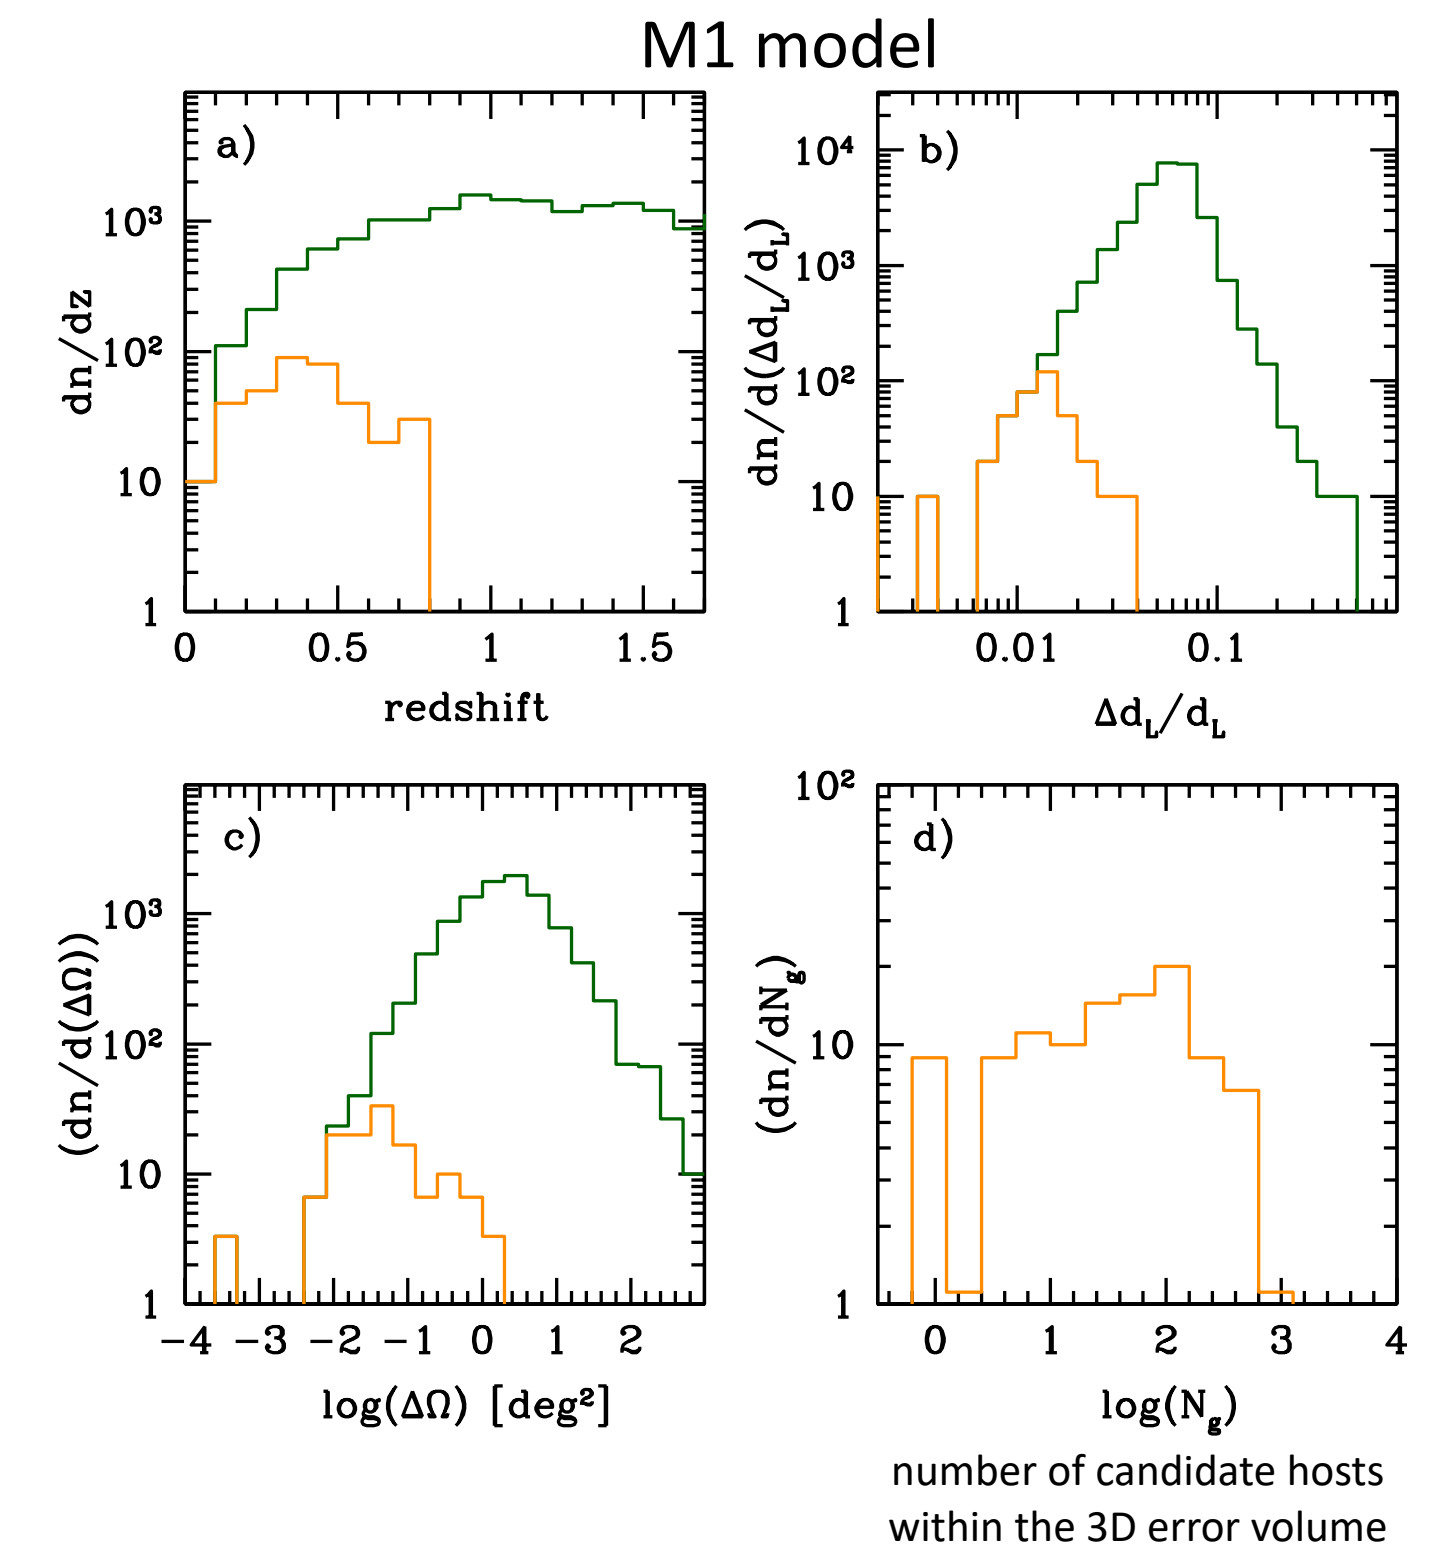 M1 model
a)
10³
10²
10
1
dn/dz
0 0.5 1 1.5
redshift
b)
10⁴
10³
10²
10
1
dn/d(Δd_L/d_L)
0.01 0.1
Δd_L/d_L
c)
10³
10²
10
1
(dn/d(ΔΩ))
−4 −3 −2 −1 0 1 2
log(ΔΩ) [deg²]
d)
10²
10
1
(dn/dN_g)
0 1 2 3 4
log(N_g)
number of candidate hosts
within the 3D error volume